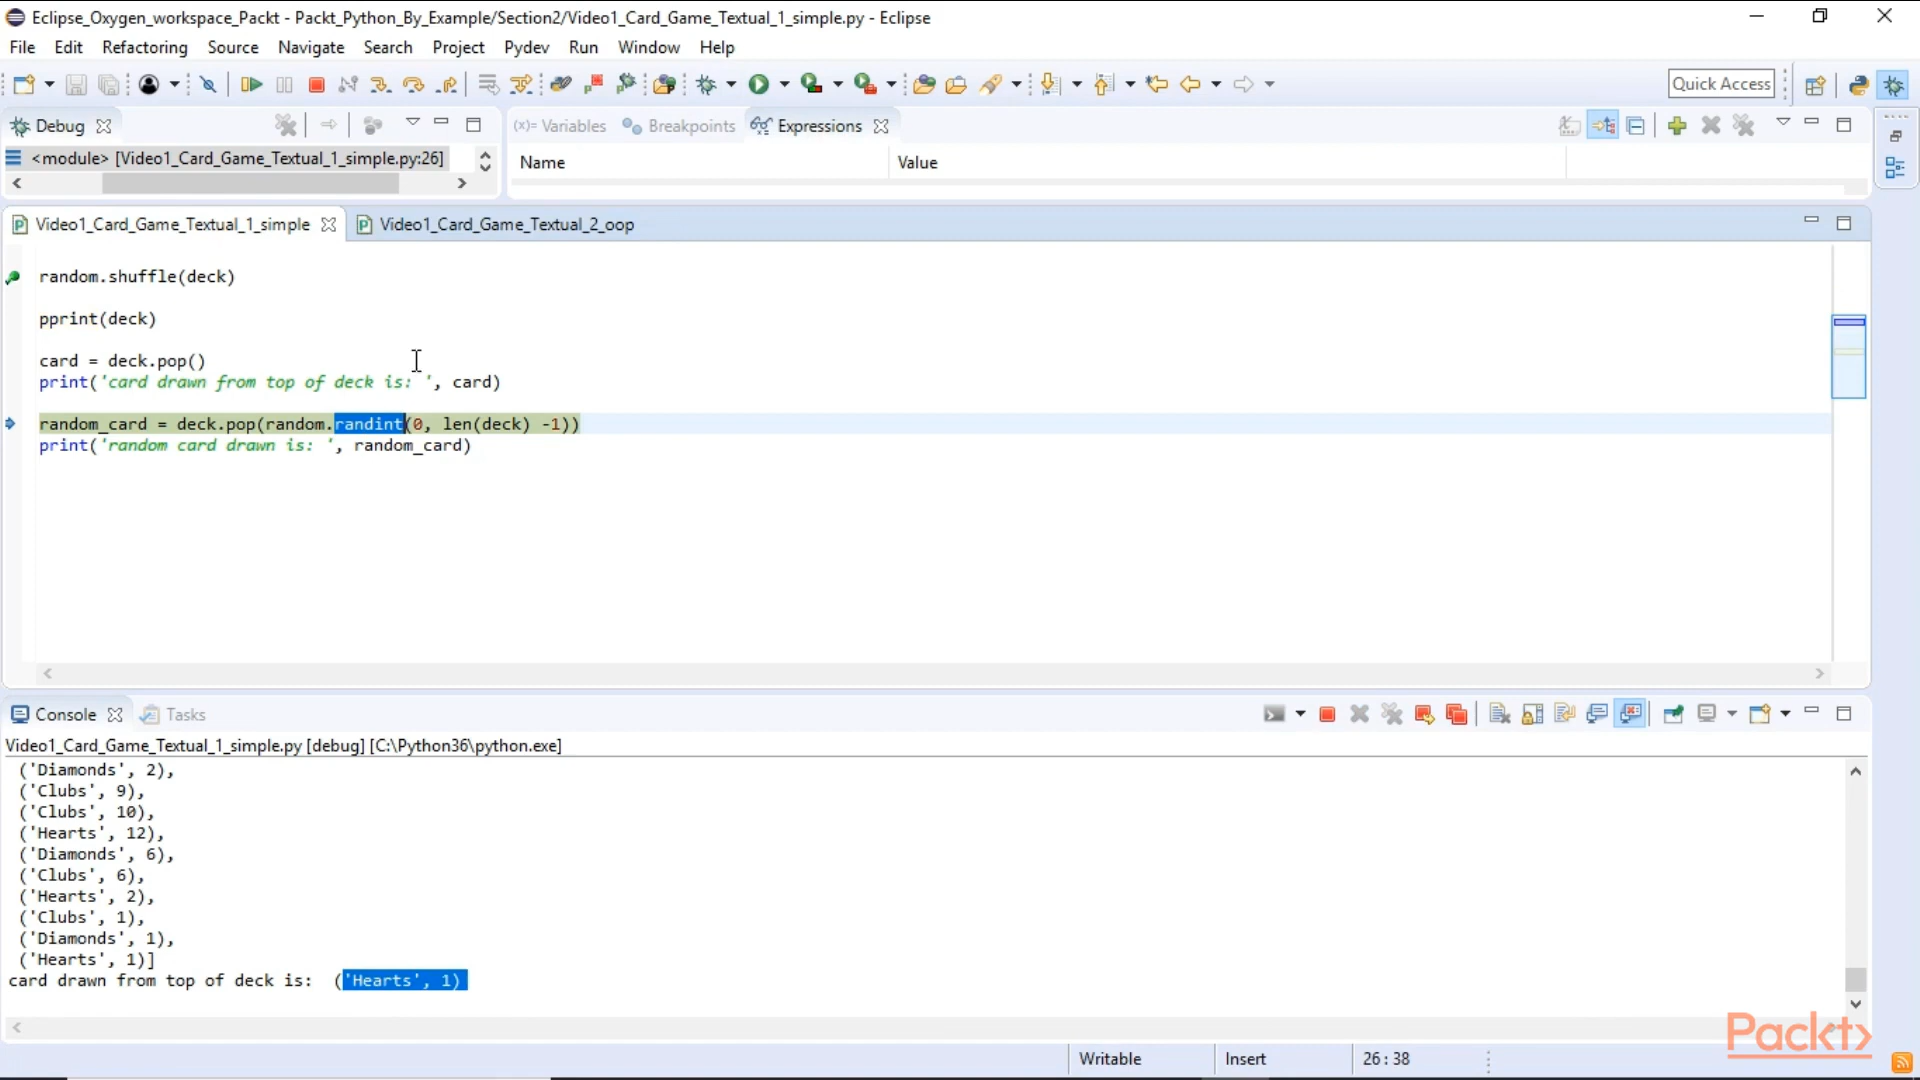 Eclipse_Oxygen_workspace_Packt - Packt_Python_By_Example/Section2/Video1_Card_Game_Textual_1_simple.py - Eclipse
File Edit Refactoring Source Navigate Search Project Pydev Run Window Help
Quick Access
Debug
(x)= Variables Breakpoints Expressions
<module> [Video1_Card_Game_Textual_1_simple.py:26]
Name Value
Video1_Card_Game_Textual_1_simple Video1_Card_Game_Textual_2_oop
random.shuffle(deck)
pprint(deck)
card = deck.pop()
print('card drawn from top of deck is: ', card)
random_card = deck.pop(random.randint(0, len(deck) -1))
print('random card drawn is: ', random_card)
Console Tasks
Video1_Card_Game_Textual_1_simple.py [debug] [C:\Python36\python.exe]
('Diamonds', 2),
('Clubs', 9),
('Clubs', 10),
('Hearts', 12),
('Diamonds', 6),
('Clubs', 6),
('Hearts', 2),
('Clubs', 1),
('Diamonds', 1),
('Hearts', 1)]
card drawn from top of deck is:  ('Hearts', 1)
Packt>
Writable Insert 26:38